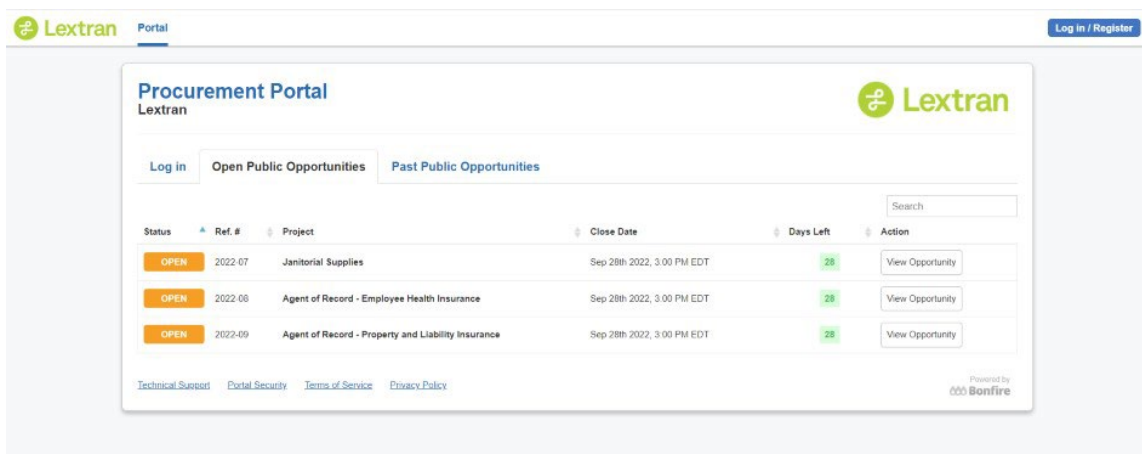 Lextran Portal Log in / Register
Procurement Portal
Lextran
Lextran
Log in Open Public Opportunities Past Public Opportunities
Search
Status Ref. # Project Close Date Days Left Action
OPEN 2022-07 Janitorial Supplies Sep 28th 2022, 3:00 PM EDT 28 View Opportunity
OPEN 2022-08 Agent of Record - Employee Health Insurance Sep 28th 2022, 3:00 PM EDT 28 View Opportunity
OPEN 2022-09 Agent of Record - Property and Liability Insurance Sep 28th 2022, 3:00 PM EDT 28 View Opportunity
Technical Support Portal Security Terms of Service Privacy Policy
Powered by
Bonfire